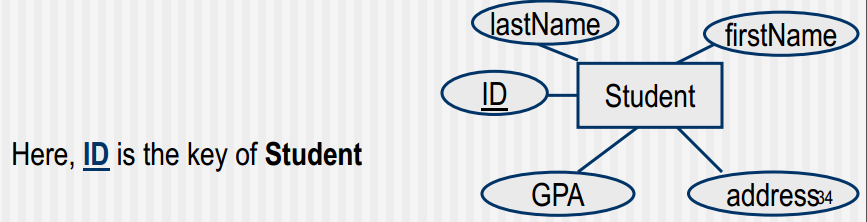 lastName
firstName
ID
Student
Here, ID is the key of Student
GPA
address
34